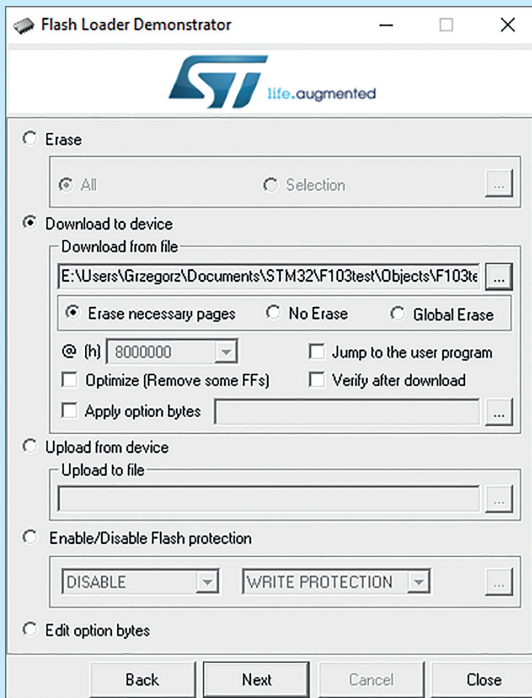 Flash Loader Demonstrator
ST life.augmented
Erase
All Selection ...
Download to device
Download from file
E:\Users\Grzegorz\Documents\STM32\F103test\Objects\F103te ...
Erase necessary pages No Erase Global Erase
@ (h) 8000000 Jump to the user program
Optimize (Remove some FFs) Verify after download
Apply option bytes ...
Upload from device
Upload to file
...
Enable/Disable Flash protection
DISABLE WRITE PROTECTION ...
Edit option bytes
Back Next Cancel Close